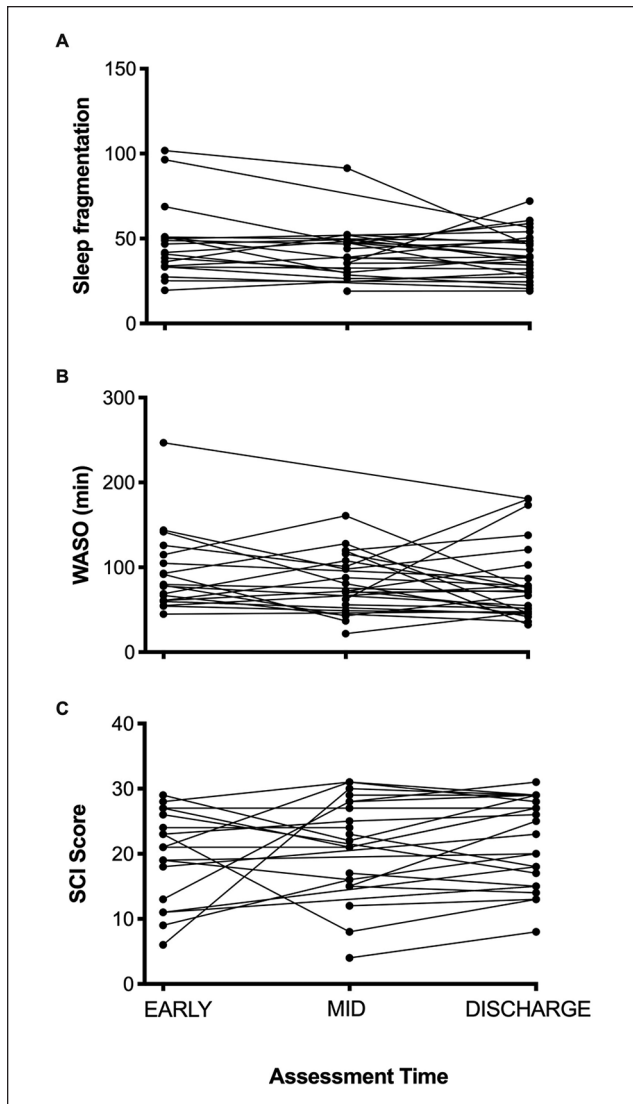 A
Sleep fragmentation
150
100
50
0
B
WASO (min)
300
200
100
0
C
SCI Score
40
30
20
10
0
EARLY MID DISCHARGE
Assessment Time